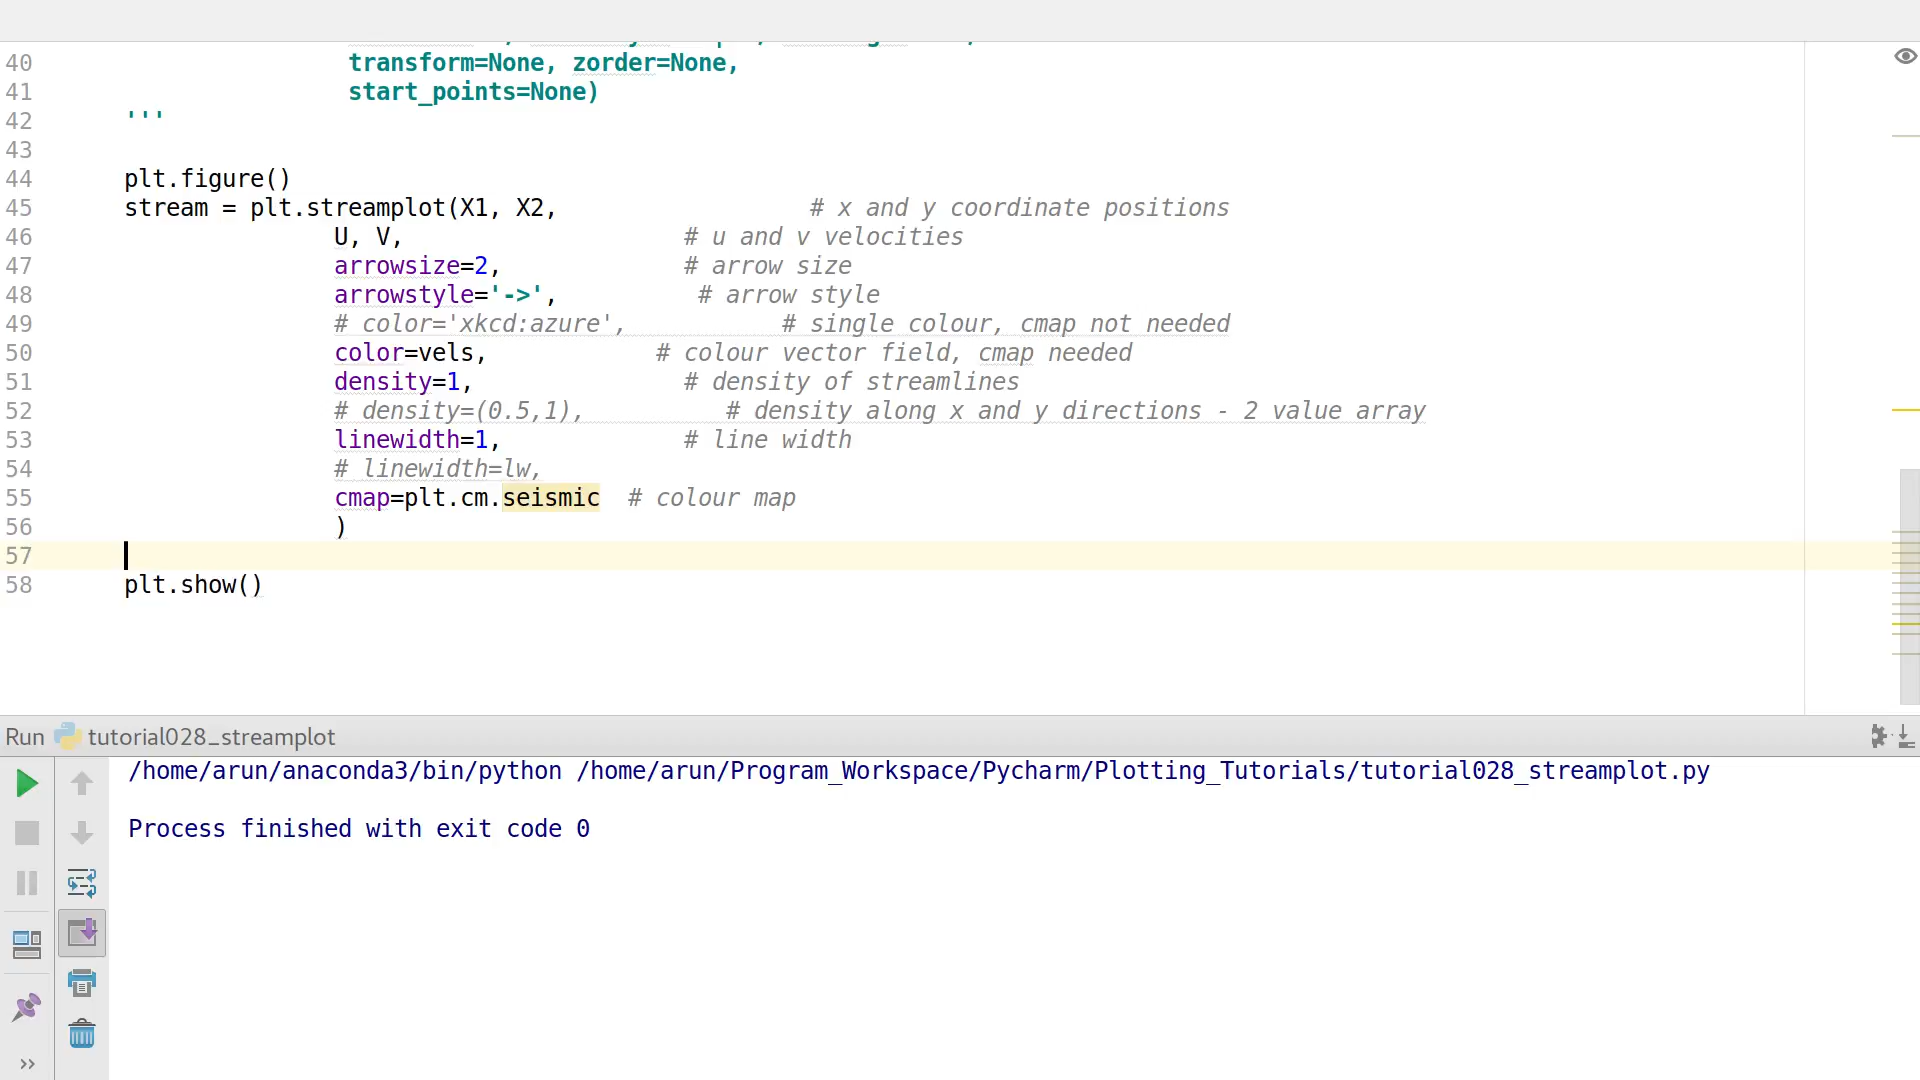 40 transform=None, zorder=None,
41 start_points=None)
42 '''
43
44 plt.figure()
45 stream = plt.streamplot(X1, X2, # x and y coordinate positions
46 U, V, # u and v velocities
47 arrowsize=2, # arrow size
48 arrowstyle='->', # arrow style
49 # color='xkcd:azure', # single colour, cmap not needed
50 color=vels, # colour vector field, cmap needed
51 density=1, # density of streamlines
52 # density=(0.5,1), # density along x and y directions - 2 value array
53 linewidth=1, # line width
54 # linewidth=lw,
55 cmap=plt.cm.seismic # colour map
56 )
57
58 plt.show()
Run tutorial028_streamplot
/home/arun/anaconda3/bin/python /home/arun/Program_Workspace/Pycharm/Plotting_Tutorials/tutorial028_streamplot.py
Process finished with exit code 0